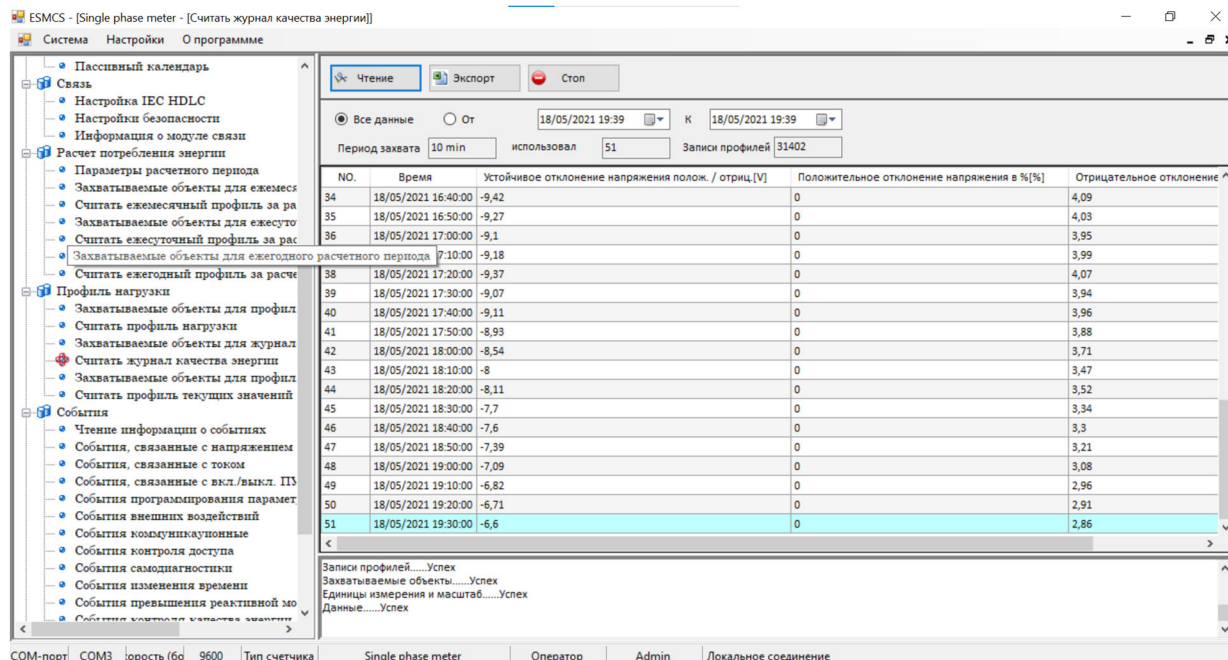 ESMCS - [Single phase meter - [Считать журнал качества энергии]]
Система Настройки О программме
Пассивный календарь
Связь
Настройка IEC HDLC
Настройки безопасности
Информация о модуле связи
Расчет потребления энергии
Параметры расчетного периода
Захватываемые объекты для ежемеся
Считать ежемесячный профиль за ра
Захватываемые объекты для ежесуто
Считать ежесуточный профиль за рас
Захватываемые объекты для ежегодного расчетного периода
Считать ежегодный профиль за расче
Профиль нагрузки
Захватываемые объекты для профил
Считать профиль нагрузки
Захватываемые объекты для журнал
Считать журнал качества энергии
Захватываемые объекты для профил
Считать профиль текущих значений
События
Чтение информации о событиях
События, связанные с напряжением
События, связанные с током
События, связанные с вкл./выкл. ПУ
События программирования парамет
События внешних воздействий
События коммуникауионные
События контроля доступа
События самодиагностики
События изменения времени
События превышения реактивной мо
События контроля качества энергии
Чтение Экспорт Стоп
Все данные От 18/05/2021 19:39 К 18/05/2021 19:39
Период захвата 10 min использовал 51 Записи профилей 31402
NO. Время Устойчивое отклонение напряжения полож. / отриц.[V] Положительное отклонение напряжения в %[%] Отрицательное отклонение
34 18/05/2021 16:40:00 -9,42 0 4,09
35 18/05/2021 16:50:00 -9,27 0 4,03
36 18/05/2021 17:00:00 -9,1 0 3,95
7:10:00 -9,18 0 3,99
38 18/05/2021 17:20:00 -9,37 0 4,07
39 18/05/2021 17:30:00 -9,07 0 3,94
40 18/05/2021 17:40:00 -9,11 0 3,96
41 18/05/2021 17:50:00 -8,93 0 3,88
42 18/05/2021 18:00:00 -8,54 0 3,71
43 18/05/2021 18:10:00 -8 0 3,47
44 18/05/2021 18:20:00 -8,11 0 3,52
45 18/05/2021 18:30:00 -7,7 0 3,34
46 18/05/2021 18:40:00 -7,6 0 3,3
47 18/05/2021 18:50:00 -7,39 0 3,21
48 18/05/2021 19:00:00 -7,09 0 3,08
49 18/05/2021 19:10:00 -6,82 0 2,96
50 18/05/2021 19:20:00 -6,71 0 2,91
51 18/05/2021 19:30:00 -6,6 0 2,86
Записи профилей......Успех
Захватываемые объекты......Успех
Единицы измерения и масштаб......Успех
Данные......Успех
COM-порт COM3 корость (бо 9600 Тип счетчика Single phase meter Оператор Admin Локальное соединение